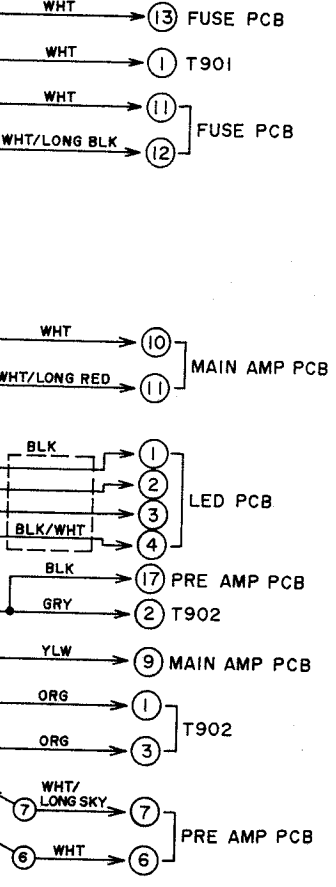 WHT 13 FUSE PCB
WHT 1 T901
WHT 11
FUSE PCB
WHT/LONG BLK 12
WHT 10
MAIN AMP PCB
WHT/LONG RED 11
BLK 1
2
LED PCB
3
BLK/WHT 4
BLK 17 PRE AMP PCB
GRY 2 T902
YLW 9 MAIN AMP PCB
ORG 1
T902
ORG 3
WHT/
7 LONG SKY 7
PRE AMP PCB
6 WHT 6